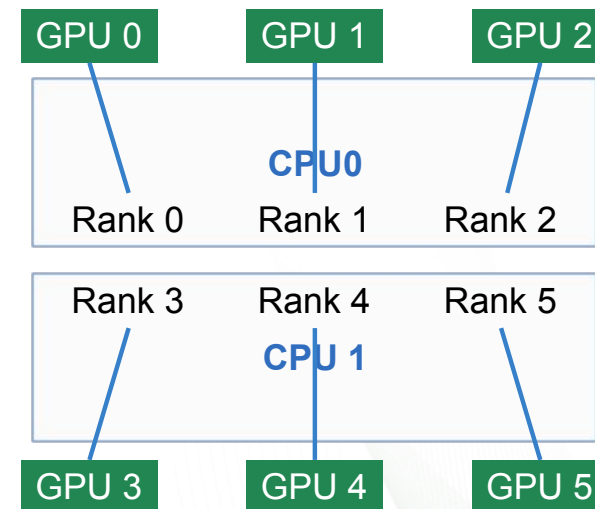 GPU 0 GPU 1 GPU 2
CPU0
Rank 0 Rank 1 Rank 2
Rank 3 Rank 4 Rank 5
CPU 1
GPU 3 GPU 4 GPU 5